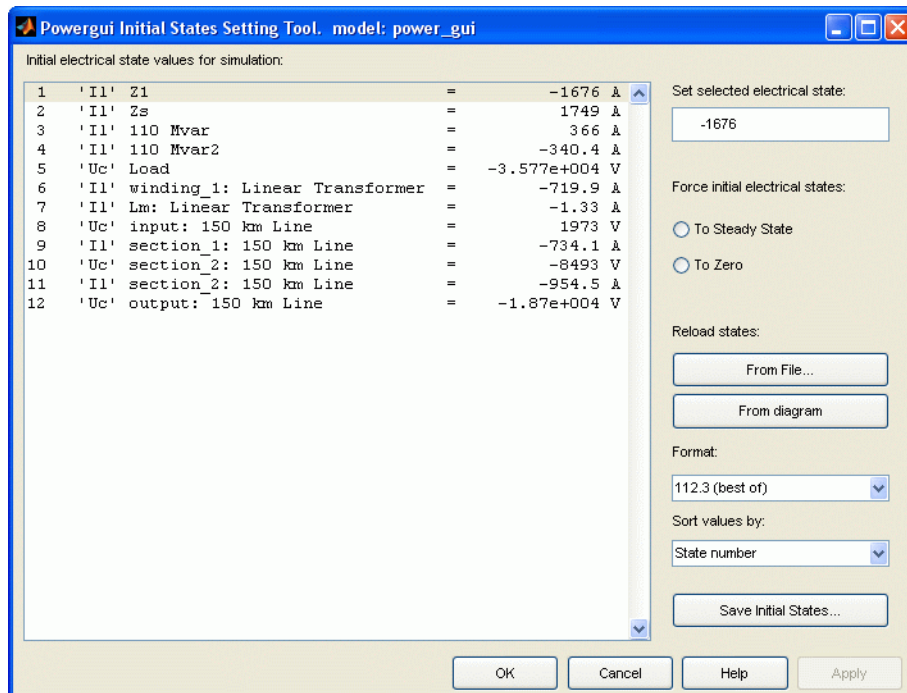 Powergui Initial States Setting Tool. model: power_gui
Initial electrical state values for simulation:
1 'Il' Z1 = -1676 A
2 'Il' Zs = 1749 A
3 'Il' 110 Mvar = 366 A
4 'Il' 110 Mvar2 = -340.4 A
5 'Uc' Load = -3.577e+004 V
6 'Il' winding_1: Linear Transformer = -719.9 A
7 'Il' Lm: Linear Transformer = -1.33 A
8 'Uc' input: 150 km Line = 1973 V
9 'Il' section_1: 150 km Line = -734.1 A
10 'Uc' section_2: 150 km Line = -8493 V
11 'Il' section_2: 150 km Line = -954.5 A
12 'Uc' output: 150 km Line = -1.87e+004 V
Set selected electrical state:
-1676
Force initial electrical states:
To Steady State
To Zero
Reload states:
From File...
From diagram
Format:
112.3 (best of)
Sort values by:
State number
Save Initial States...
OK Cancel Help Apply